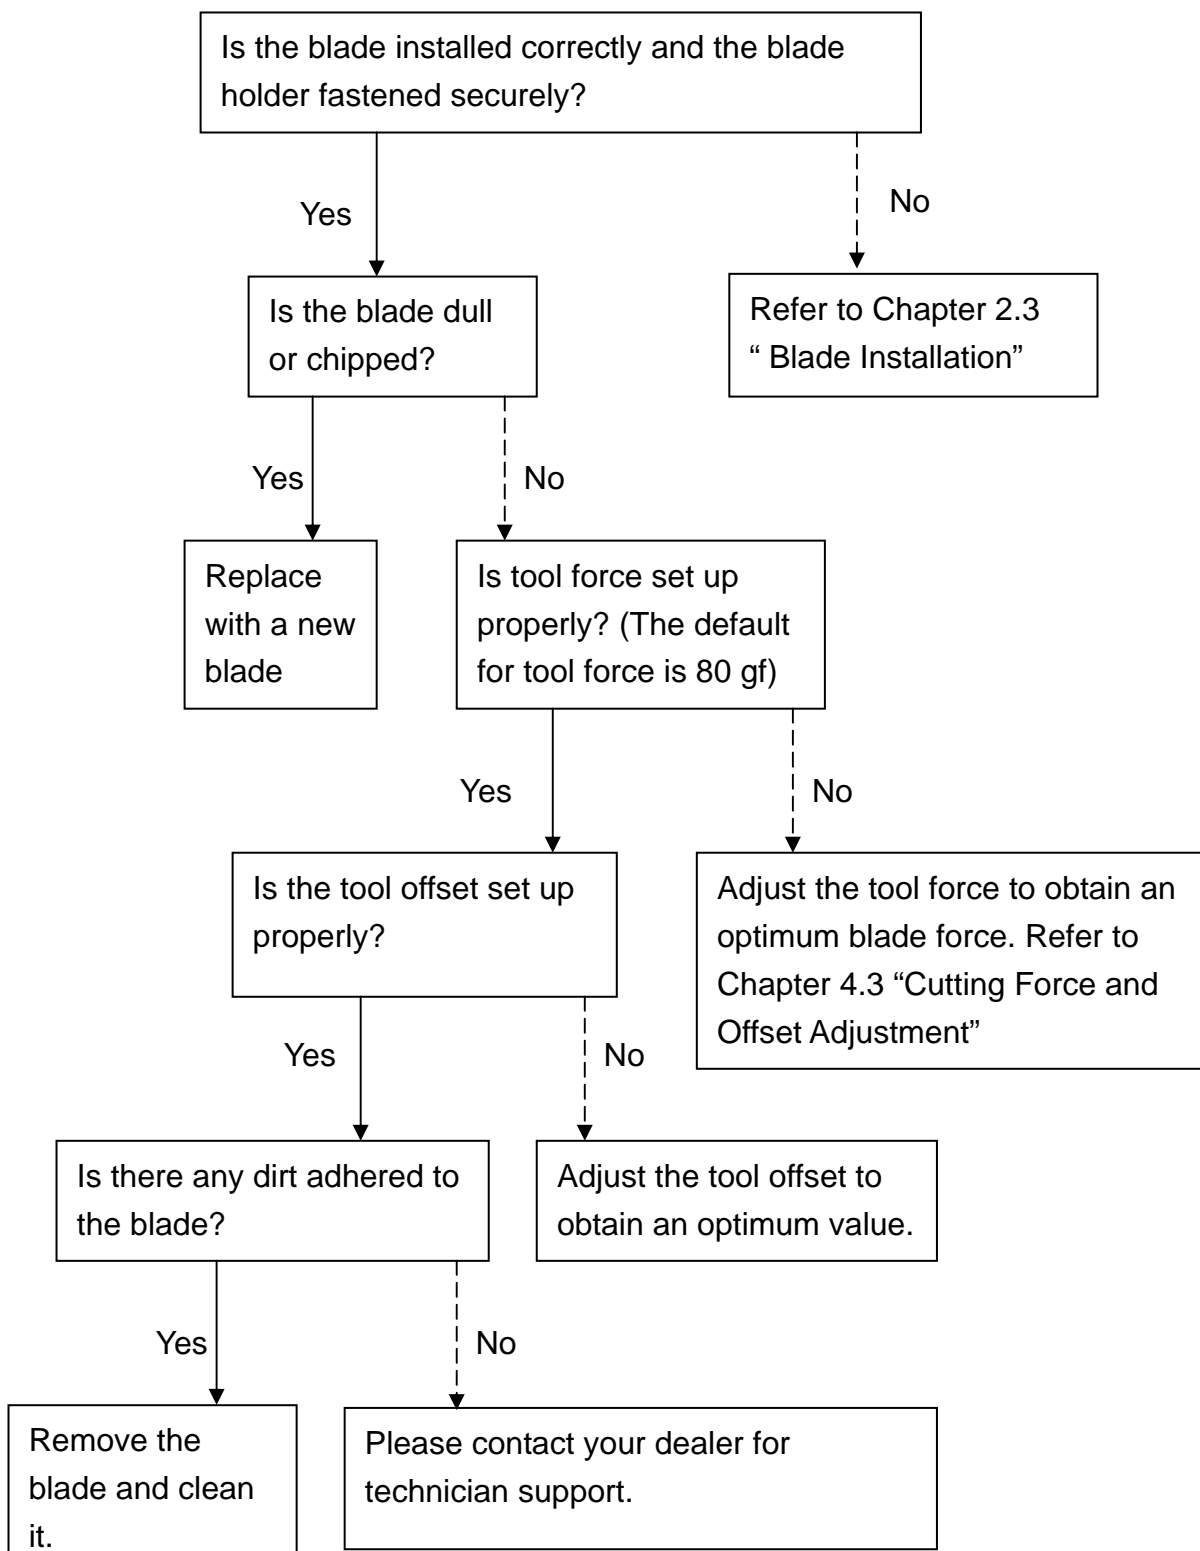 Is the blade installed correctly and the blade
holder fastened securely?
Yes
No
Is the blade dull
or chipped?
Refer to Chapter 2.3
“ Blade Installation”
Yes
No
Replace
with a new
blade
Is tool force set up
properly? (The default
for tool force is 80 gf)
Yes
No
Is the tool offset set up
properly?
Adjust the tool force to obtain an
optimum blade force. Refer to
Chapter 4.3 “Cutting Force and
Offset Adjustment”
Yes
No
Is there any dirt adhered to
the blade?
Adjust the tool offset to
obtain an optimum value.
Yes
No
Remove the
blade and clean
it.
Please contact your dealer for
technician support.